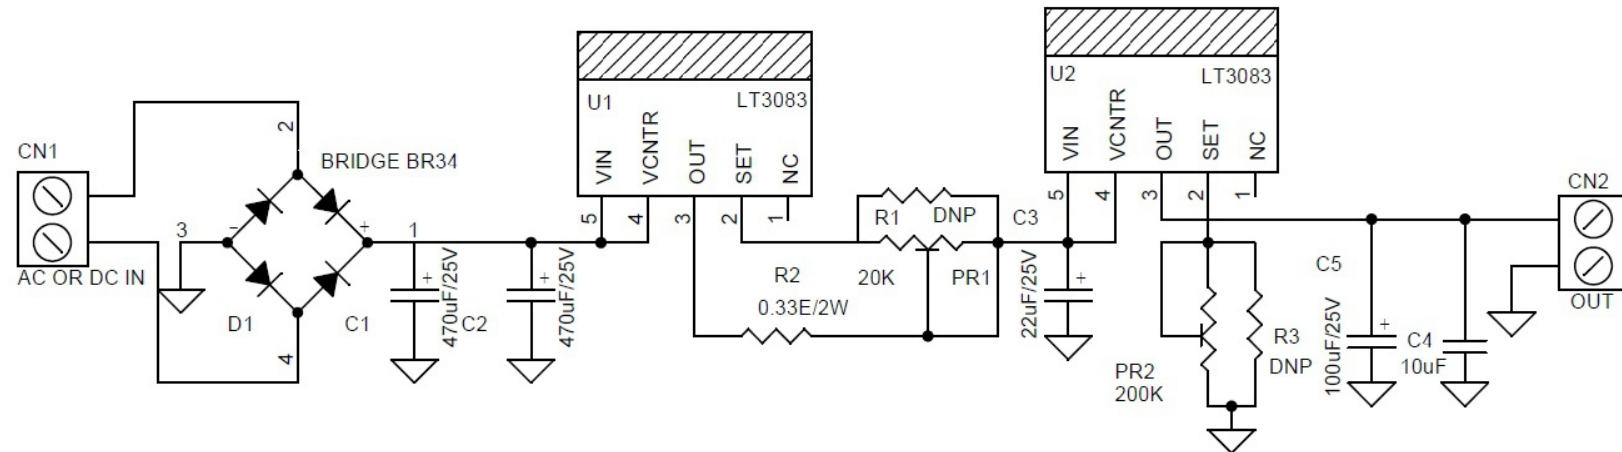 CN1
AC OR DC IN
2
BRIDGE BR34
3
-
+
1
4
D1
C1
+
470uF/25V
C2
+
470uF/25V
U1
LT3083
VIN
VCNTR
OUT
SET
NC
5
4
3
2
1
R1
DNP
20K
PR1
R2
0.33E/2W
C3
+
22uF/25V
U2
LT3083
VIN
VCNTR
OUT
SET
NC
5
4
3
2
1
PR2
200K
R3
DNP
C5
+
100uF/25V
C4
10uF
CN2
OUT